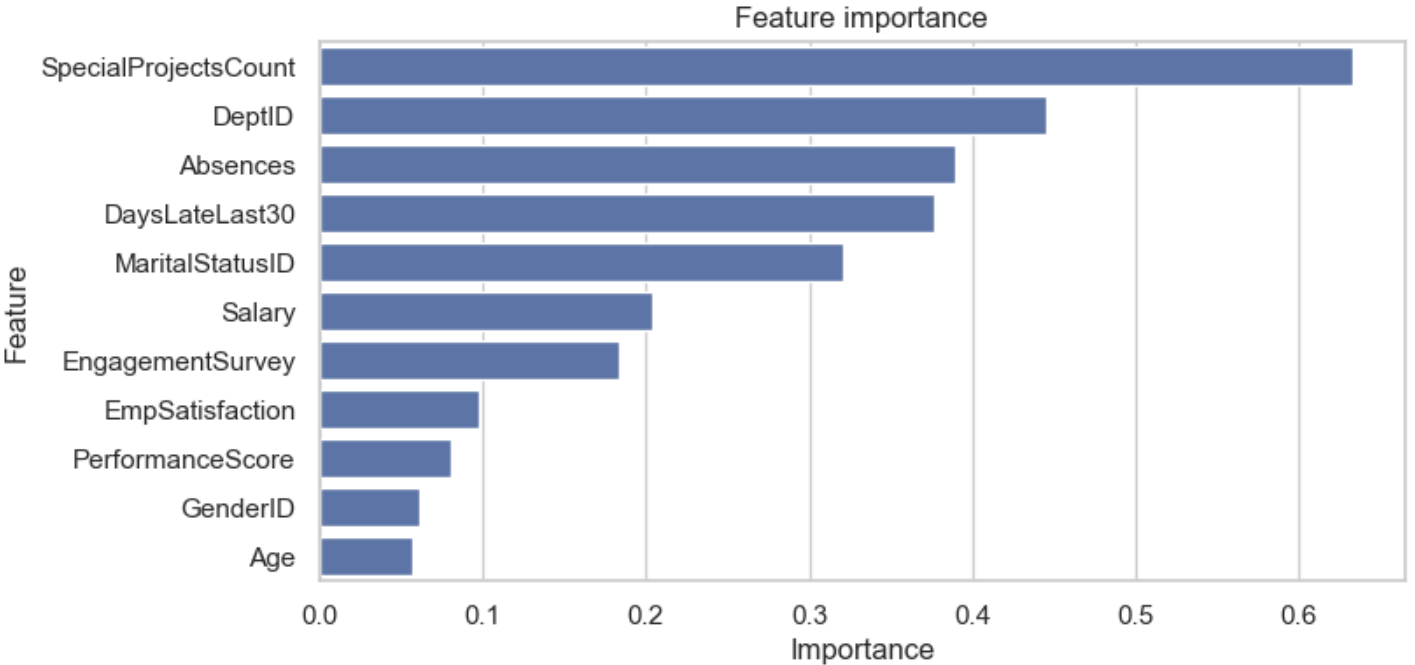 Feature importance
SpecialProjectsCount
DeptID
Absences
DaysLateLast30
MaritalStatusID
Salary
EngagementSurvey
EmpSatisfaction
PerformanceScore
GenderID
Age
Feature
0.0 0.1 0.2 0.3 0.4 0.5 0.6
Importance